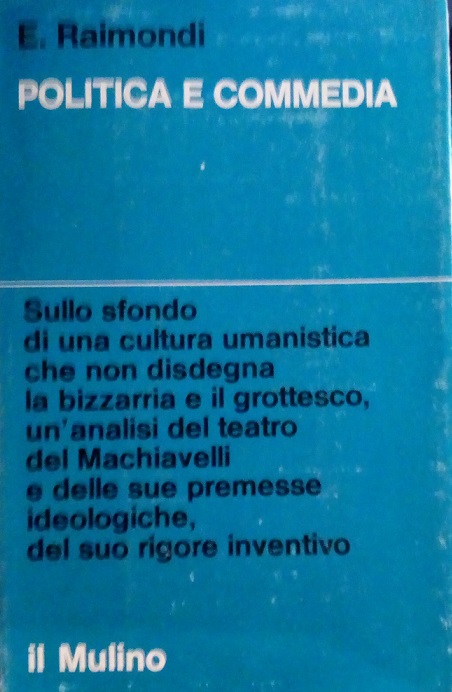 E. Raimondi
POLITICA E COMMEDIA
Sullo sfondo
di una cultura umanistica
che non disdegna
la bizzarria e il grottesco,
un'analisi del teatro
del Machiavelli
e delle sue premesse
ideologiche,
del suo rigore inventivo
il Mulino